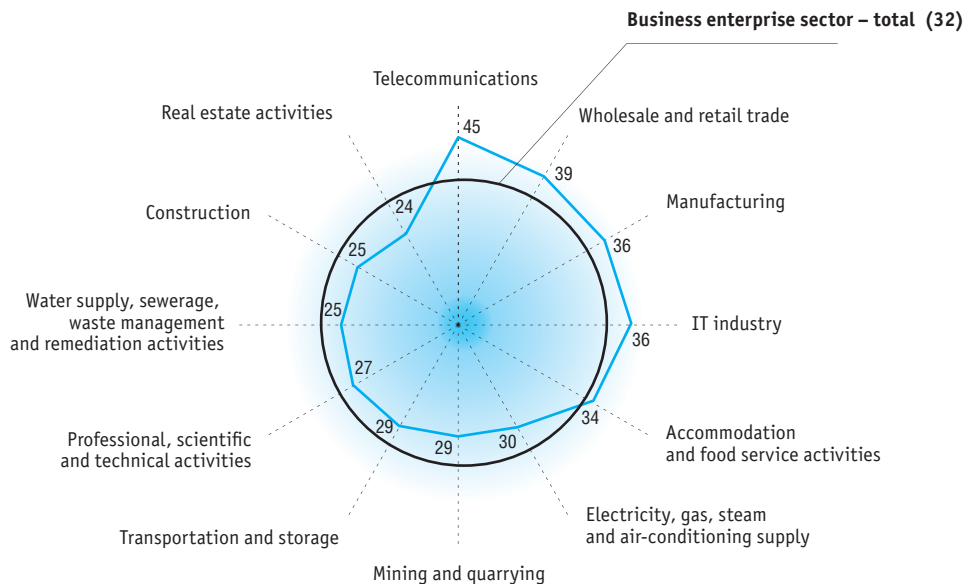 Business enterprise sector – total (32)
Telecommunications
45
Wholesale and retail trade
39
Manufacturing
36
IT industry
36
Accommodation
and food service activities
34
Electricity, gas, steam
and air-conditioning supply
30
Mining and quarrying
29
Transportation and storage
29
Professional, scientific
and technical activities
27
Water supply, sewerage,
waste management
and remediation activities
25
Construction
25
Real estate activities
24